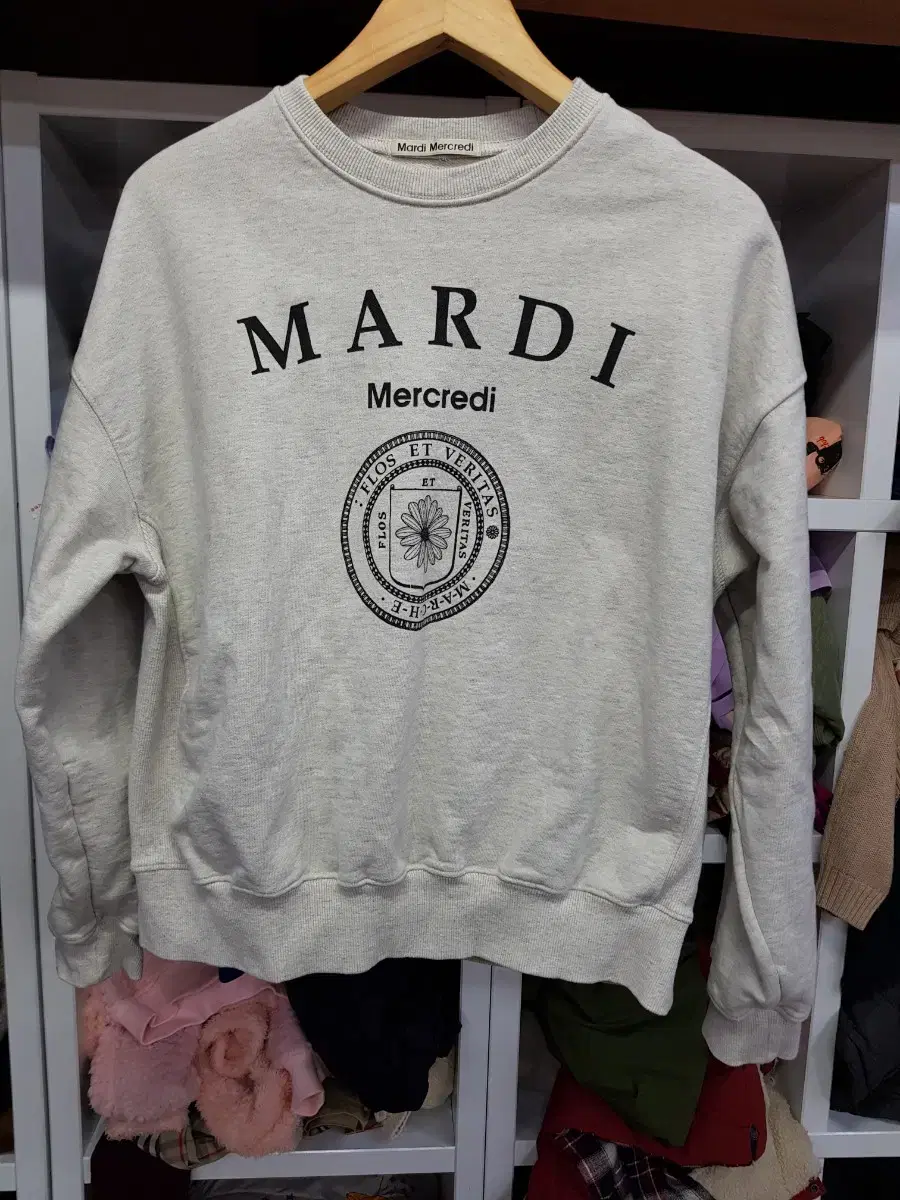 Mardi Mercredi
MARDI
Mercredi
FLOS ET VERITAS
ET
FLOS
VERITAS
M-A-R-C-H-E